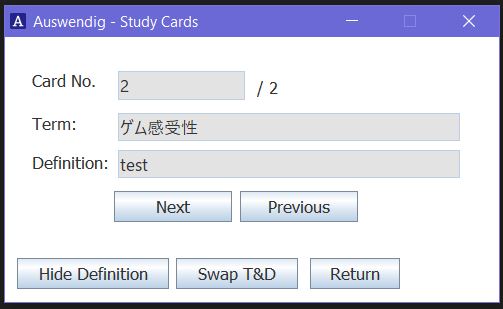 A Auswendig - Study Cards
Card No. 2 / 2
Term: ゲム感受性
Definition: test
Next Previous
Hide Definition Swap T&D Return